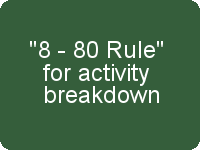 "8 - 80 Rule"
for activity
breakdown